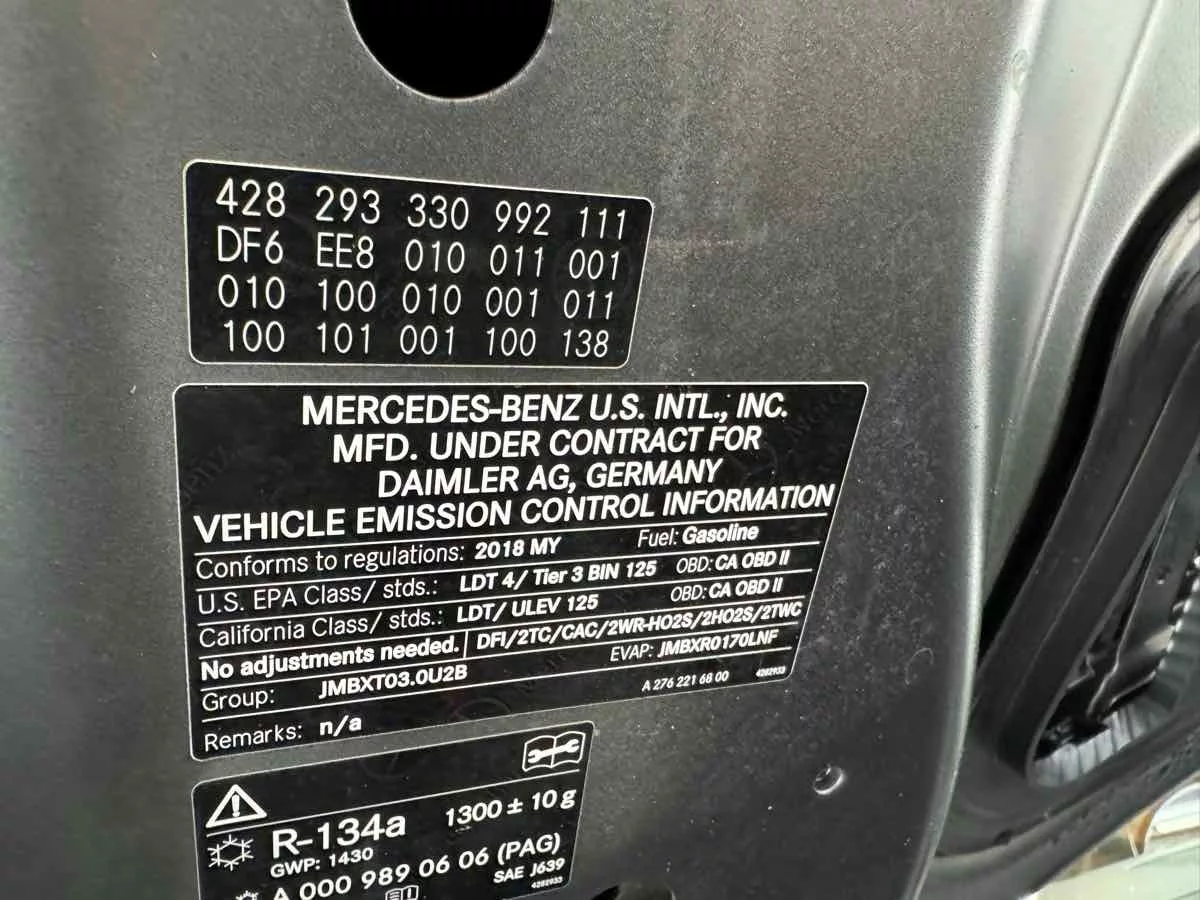 428 293 330 992 111
DF6 EE8 010 011 001
010 100 010 001 011
100 101 001 100 138
MERCEDES-BENZ U.S. INTL., INC.
MFD. UNDER CONTRACT FOR
DAIMLER AG, GERMANY
VEHICLE EMISSION CONTROL INFORMATION
Conforms to regulations: 2018 MY Fuel: Gasoline
U.S. EPA Class/ stds.: LDT 4/ Tier 3 BIN 125 OBD: CA OBD II
California Class/ stds.: LDT/ ULEV 125 OBD: CA OBD II
No adjustments needed. DFI/2TC/CAC/2WR-HO2S/2HO2S/2TWC
Group: JMBXT03.0U2B EVAP: JMBXR0170LNF
Remarks: n/a A 276 221 68 00 4282933
R-134a 1300 ± 10 g
GWP: 1430
A 000 989 06 06 (PAG)
SAE J639
4282933